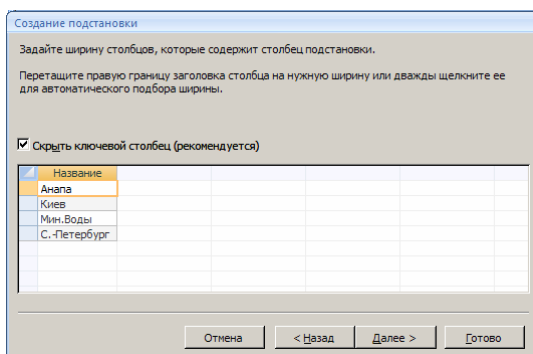 Создание подстановки
Задайте ширину столбцов, которые содержит столбец подстановки.
Перетащите правую границу заголовка столбца на нужную ширину или дважды щелкните ее
для автоматического подбора ширины.
Скрыть ключевой столбец (рекомендуется)
Название
Анапа
Киев
Мин.Воды
С.-Петербург
Отмена < Назад Далее > Готово